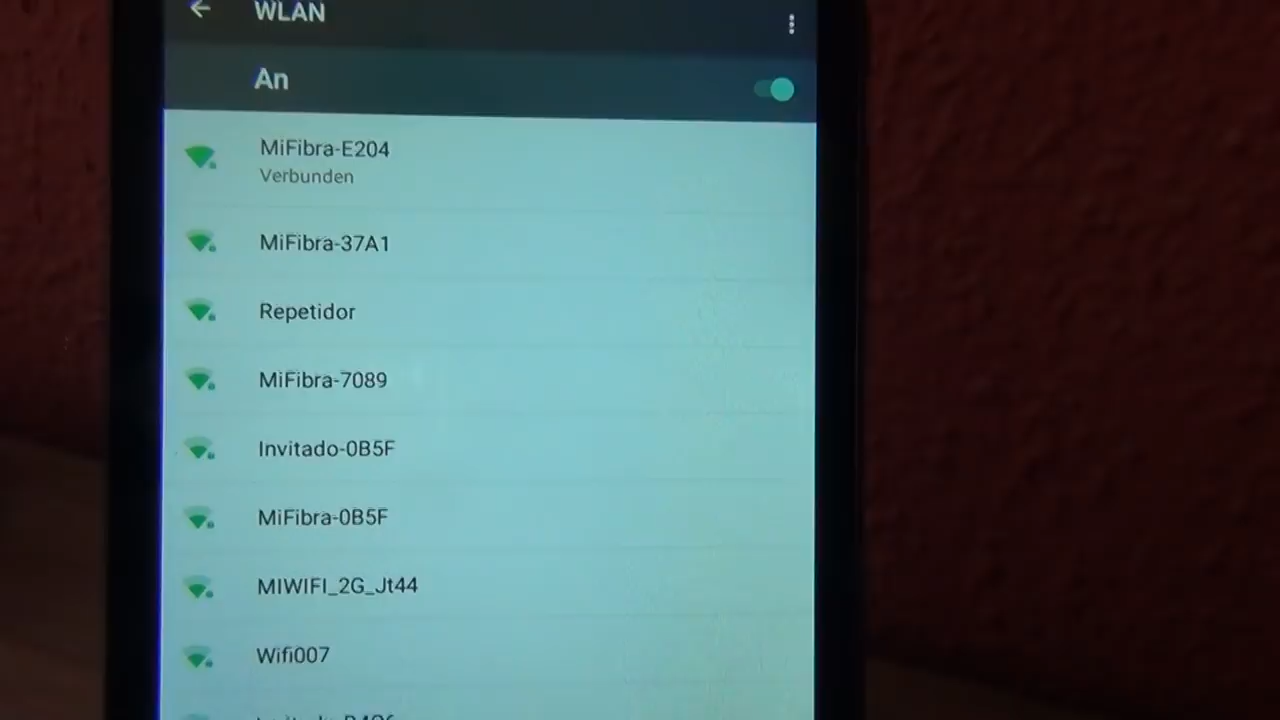 WLAN
An
MiFibra-E204
Verbunden
MiFibra-37A1
Repetidor
MiFibra-7089
Invitado-0B5F
MiFibra-0B5F
MIWIFI_2G_Jt44
Wifi007